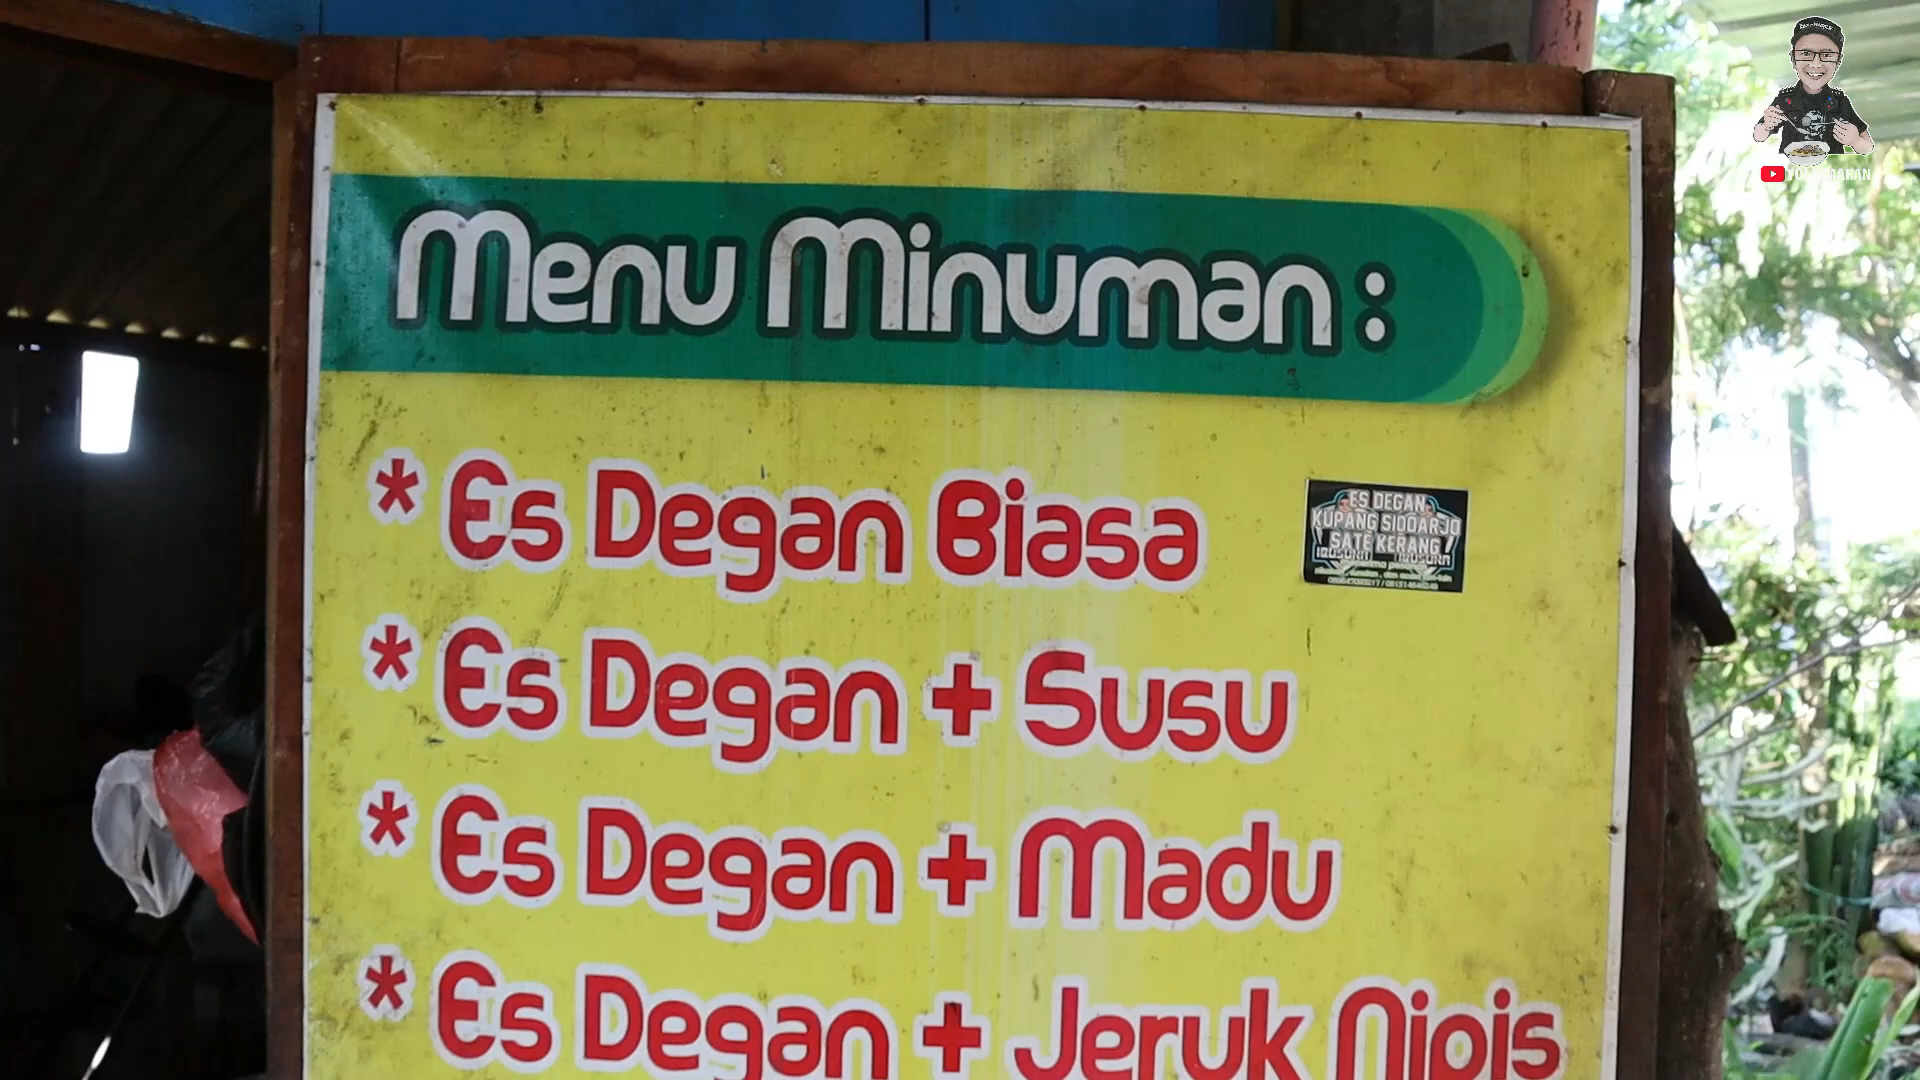 Menu Minuman :
* Es Degan Biasa
ES DEGAN
KUPANG SIDOARJO
SATE KERANG
* Es Degan + Susu
* Es Degan + Madu
* Es Degan + Jeruk Nipis